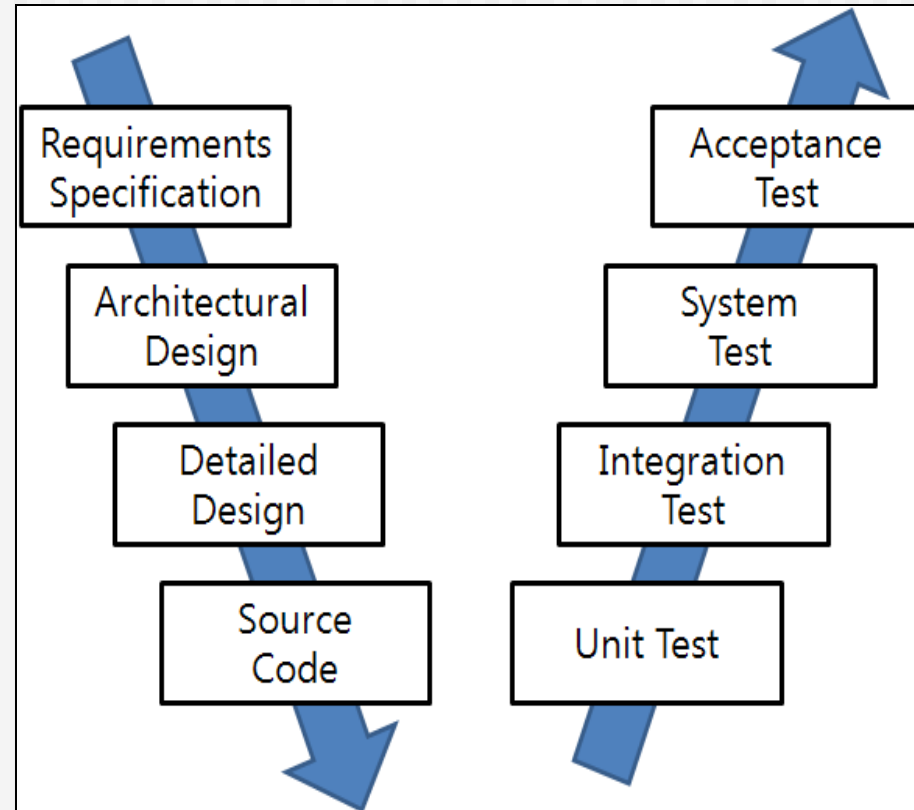 Requirements
Specification
Architectural
Design
Detailed
Design
Source
Code
Acceptance
Test
System
Test
Integration
Test
Unit Test